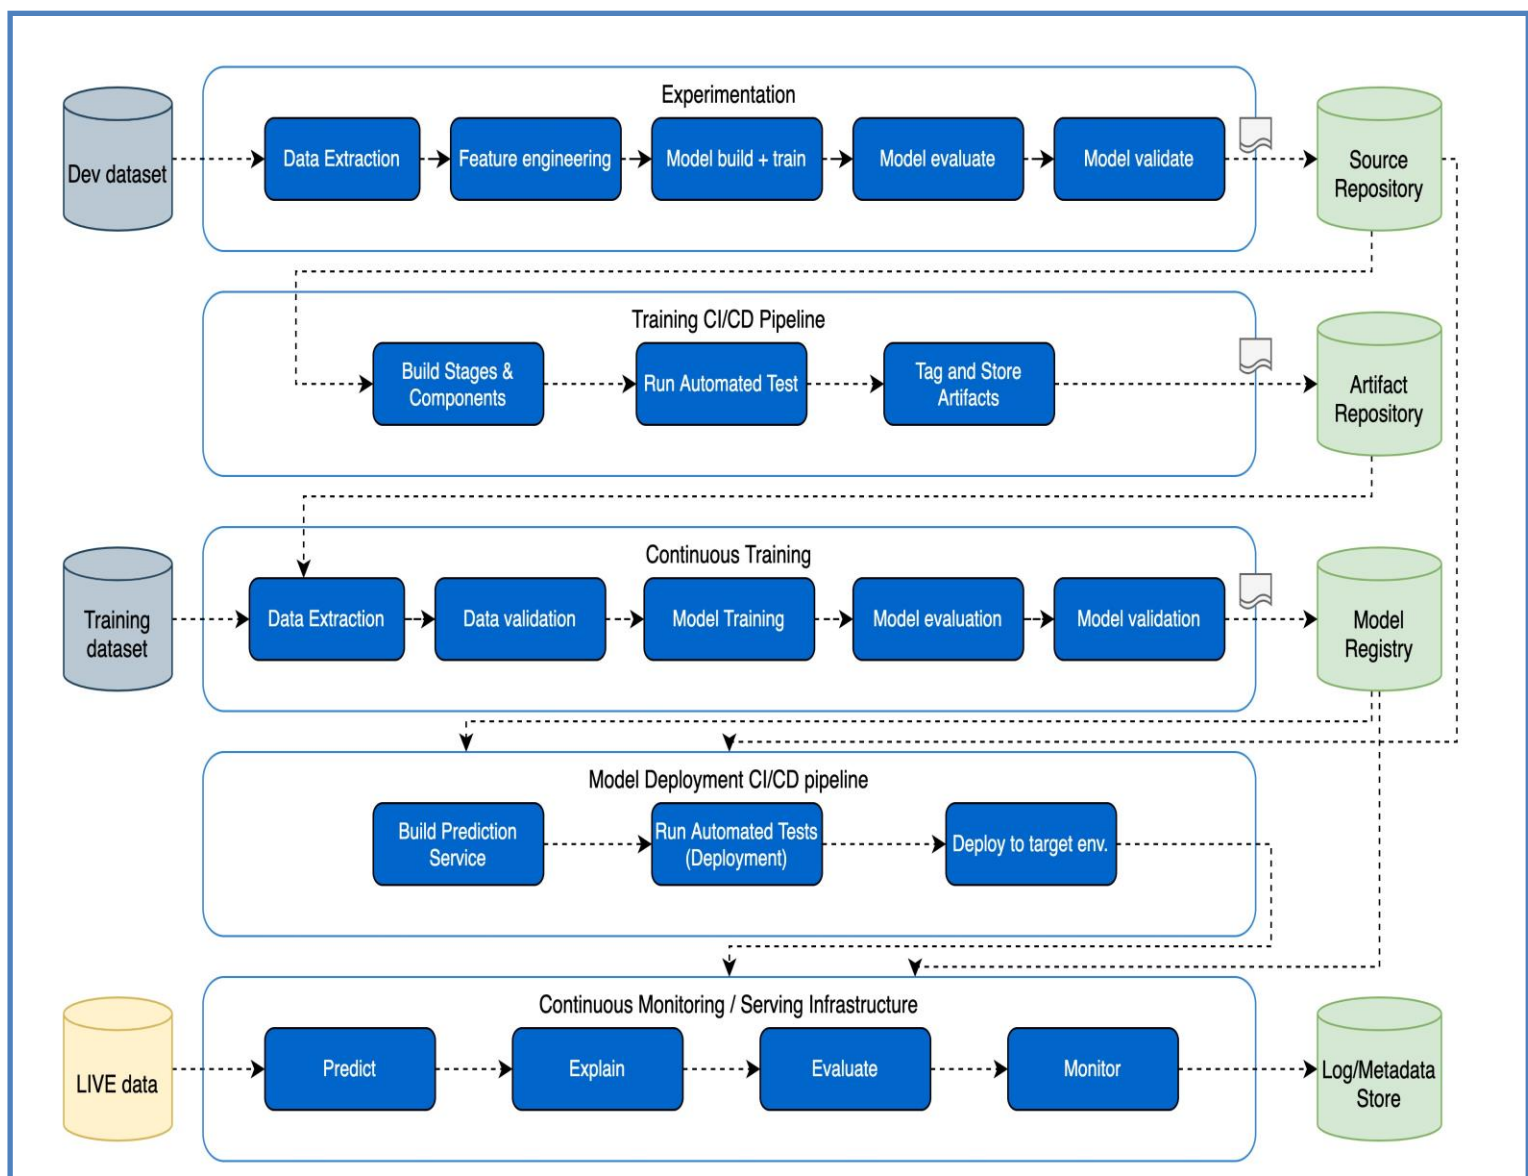 Experimentation
Dev dataset
Data Extraction
Feature engineering
Model build + train
Model evaluate
Model validate
Source
Repository
Training CI/CD Pipeline
Build Stages &
Components
Run Automated Test
Tag and Store
Artifacts
Artifact
Repository
Continuous Training
Training
dataset
Data Extraction
Data validation
Model Training
Model evaluation
Model validation
Model
Registry
Model Deployment CI/CD pipeline
Build Prediction
Service
Run Automated Tests
(Deployment)
Deploy to target env.
Continuous Monitoring / Serving Infrastructure
LIVE data
Predict
Explain
Evaluate
Monitor
Log/Metadata
Store